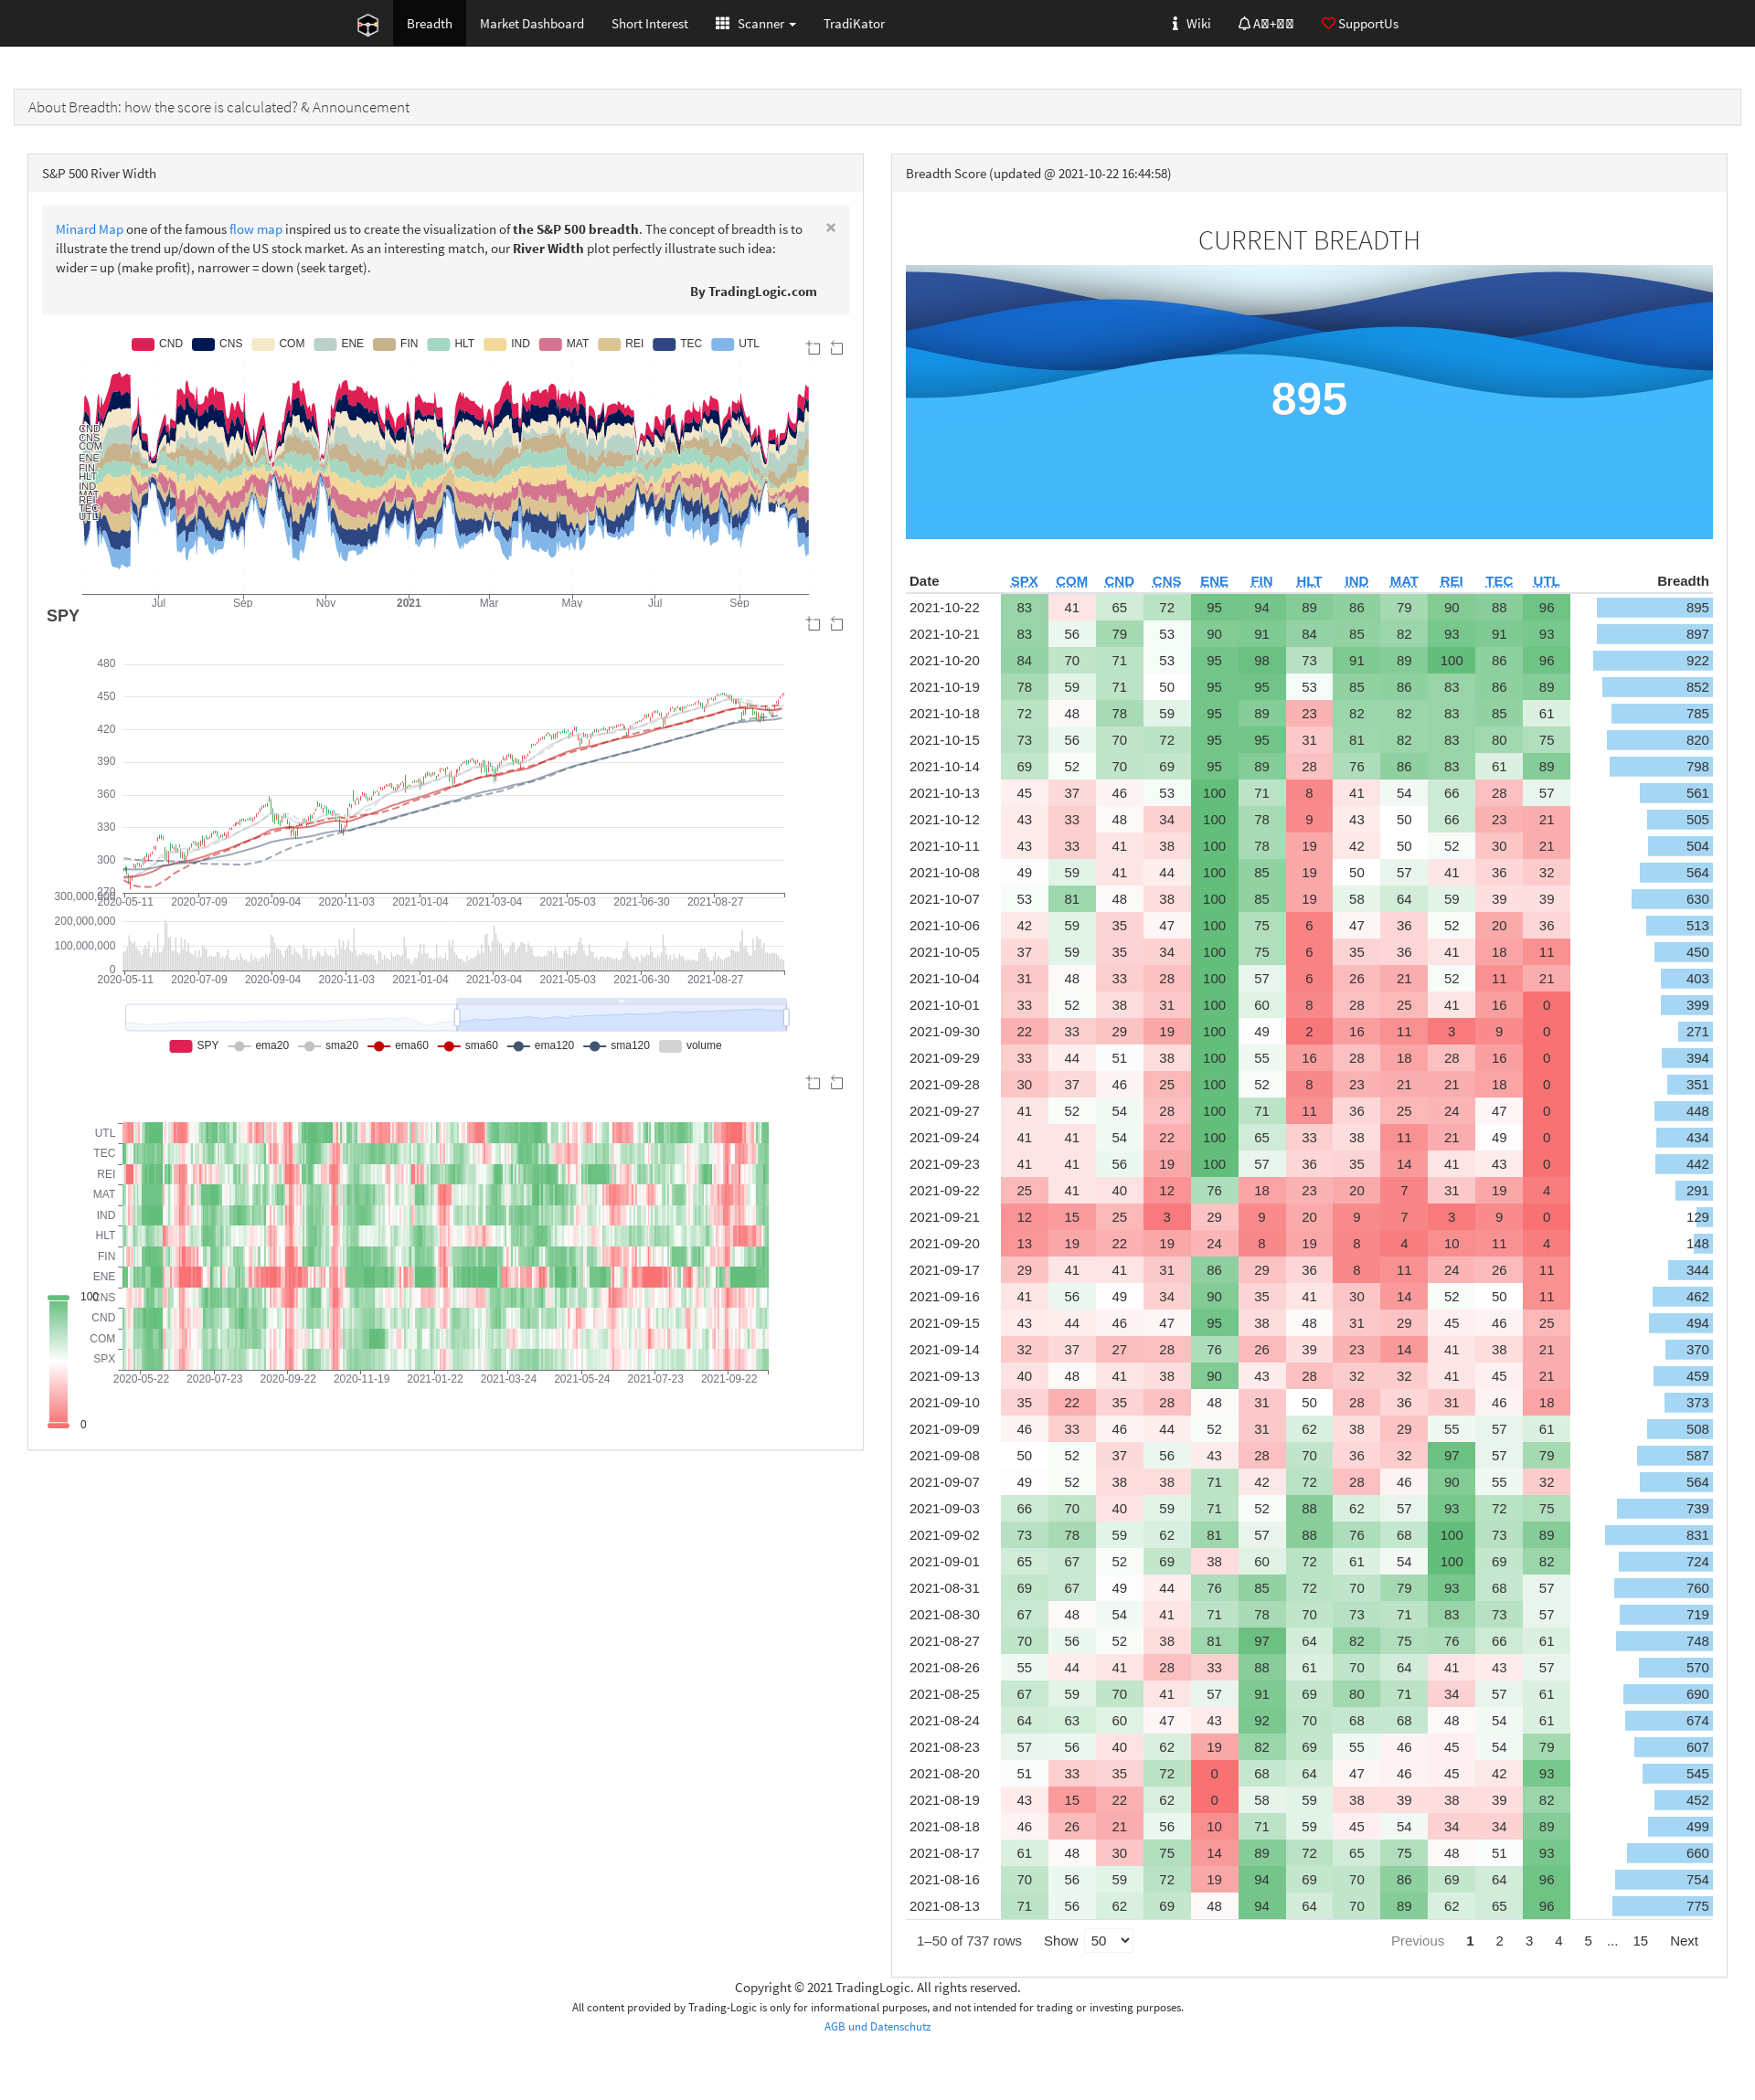 Breadth Market Dashboard Short Interest Scanner TradiKator Wiki SupportUs
About Breadth: how the score is calculated? & Announcement
S&P 500 River Width
Minard Map one of the famous flow map inspired us to create the visualization of the S&P 500 breadth. The concept of breadth is to
illustrate the trend up/down of the US stock market. As an interesting match, our River Width plot perfectly illustrate such idea:
wider = up (make profit), narrower = down (seek target).
×
By TradingLogic.com
CND CNS COM ENE FIN HLT IND MAT REI TEC UTL
CND
CNS
COM
ENE
FIN
HLT
IND
MAT
REI
TEC
UTL
Jul Sep Nov 2021 Mar May Jul Sep
SPY
480
450
420
390
360
330
300
270
2020-05-11 2020-07-09 2020-09-04 2020-11-03 2021-01-04 2021-03-04 2021-05-03 2021-06-30 2021-08-27
300,000,000
200,000,000
100,000,000
0
2020-05-11 2020-07-09 2020-09-04 2020-11-03 2021-01-04 2021-03-04 2021-05-03 2021-06-30 2021-08-27
SPY ema20 sma20 ema60 sma60 ema120 sma120 volume
UTL
TEC
REI
MAT
IND
HLT
FIN
ENE
CNS
CND
COM
SPX
2020-05-22 2020-07-23 2020-09-22 2020-11-19 2021-01-22 2021-03-24 2021-05-24 2021-07-23 2021-09-22
100
0
Breadth Score (updated @ 2021-10-22 16:44:58)
CURRENT BREADTH
895
Date SPX COM CND CNS ENE FIN HLT IND MAT REI TEC UTL Breadth
2021-10-22 83 41 65 72 95 94 89 86 79 90 88 96 895
2021-10-21 83 56 79 53 90 91 84 85 82 93 91 93 897
2021-10-20 84 70 71 53 95 98 73 91 89 100 86 96 922
2021-10-19 78 59 71 50 95 95 53 85 86 83 86 89 852
2021-10-18 72 48 78 59 95 89 23 82 82 83 85 61 785
2021-10-15 73 56 70 72 95 95 31 81 82 83 80 75 820
2021-10-14 69 52 70 69 95 89 28 76 86 83 61 89 798
2021-10-13 45 37 46 53 100 71 8 41 54 66 28 57 561
2021-10-12 43 33 48 34 100 78 9 43 50 66 23 21 505
2021-10-11 43 33 41 38 100 78 19 42 50 52 30 21 504
2021-10-08 49 59 41 44 100 85 19 50 57 41 36 32 564
2021-10-07 53 81 48 38 100 85 19 58 64 59 39 39 630
2021-10-06 42 59 35 47 100 75 6 47 36 52 20 36 513
2021-10-05 37 59 35 34 100 75 6 35 36 41 18 11 450
2021-10-04 31 48 33 28 100 57 6 26 21 52 11 21 403
2021-10-01 33 52 38 31 100 60 8 28 25 41 16 0 399
2021-09-30 22 33 29 19 100 49 2 16 11 3 9 0 271
2021-09-29 33 44 51 38 100 55 16 28 18 28 16 0 394
2021-09-28 30 37 46 25 100 52 8 23 21 21 18 0 351
2021-09-27 41 52 54 28 100 71 11 36 25 24 47 0 448
2021-09-24 41 41 54 22 100 65 33 38 11 21 49 0 434
2021-09-23 41 41 56 19 100 57 36 35 14 41 43 0 442
2021-09-22 25 41 40 12 76 18 23 20 7 31 19 4 291
2021-09-21 12 15 25 3 29 9 20 9 7 3 9 0 129
2021-09-20 13 19 22 19 24 8 19 8 4 10 11 4 148
2021-09-17 29 41 41 31 86 29 36 8 11 24 26 11 344
2021-09-16 41 56 49 34 90 35 41 30 14 52 50 11 462
2021-09-15 43 44 46 47 95 38 48 31 29 45 46 25 494
2021-09-14 32 37 27 28 76 26 39 23 14 41 38 21 370
2021-09-13 40 48 41 38 90 43 28 32 32 41 45 21 459
2021-09-10 35 22 35 28 48 31 50 28 36 31 46 18 373
2021-09-09 46 33 46 44 52 31 62 38 29 55 57 61 508
2021-09-08 50 52 37 56 43 28 70 36 32 97 57 79 587
2021-09-07 49 52 38 38 71 42 72 28 46 90 55 32 564
2021-09-03 66 70 40 59 71 52 88 62 57 93 72 75 739
2021-09-02 73 78 59 62 81 57 88 76 68 100 73 89 831
2021-09-01 65 67 52 69 38 60 72 61 54 100 69 82 724
2021-08-31 69 67 49 44 76 85 72 70 79 93 68 57 760
2021-08-30 67 48 54 41 71 78 70 73 71 83 73 57 719
2021-08-27 70 56 52 38 81 97 64 82 75 76 66 61 748
2021-08-26 55 44 41 28 33 88 61 70 64 41 43 57 570
2021-08-25 67 59 70 41 57 91 69 80 71 34 57 61 690
2021-08-24 64 63 60 47 43 92 70 68 68 48 54 61 674
2021-08-23 57 56 40 62 19 82 69 55 46 45 54 79 607
2021-08-20 51 33 35 72 0 68 64 47 46 45 42 93 545
2021-08-19 43 15 22 62 0 58 59 38 39 38 39 82 452
2021-08-18 46 26 21 56 10 71 59 45 54 34 34 89 499
2021-08-17 61 48 30 75 14 89 72 65 75 48 51 93 660
2021-08-16 70 56 59 72 19 94 69 70 86 69 64 96 754
2021-08-13 71 56 62 69 48 94 64 70 89 62 65 96 775
1–50 of 737 rows Show 50 Previous 1 2 3 4 5 ... 15 Next
Copyright © 2021 TradingLogic. All rights reserved.
All content provided by Trading-Logic is only for informational purposes, and not intended for trading or investing purposes.
AGB und Datenschutz